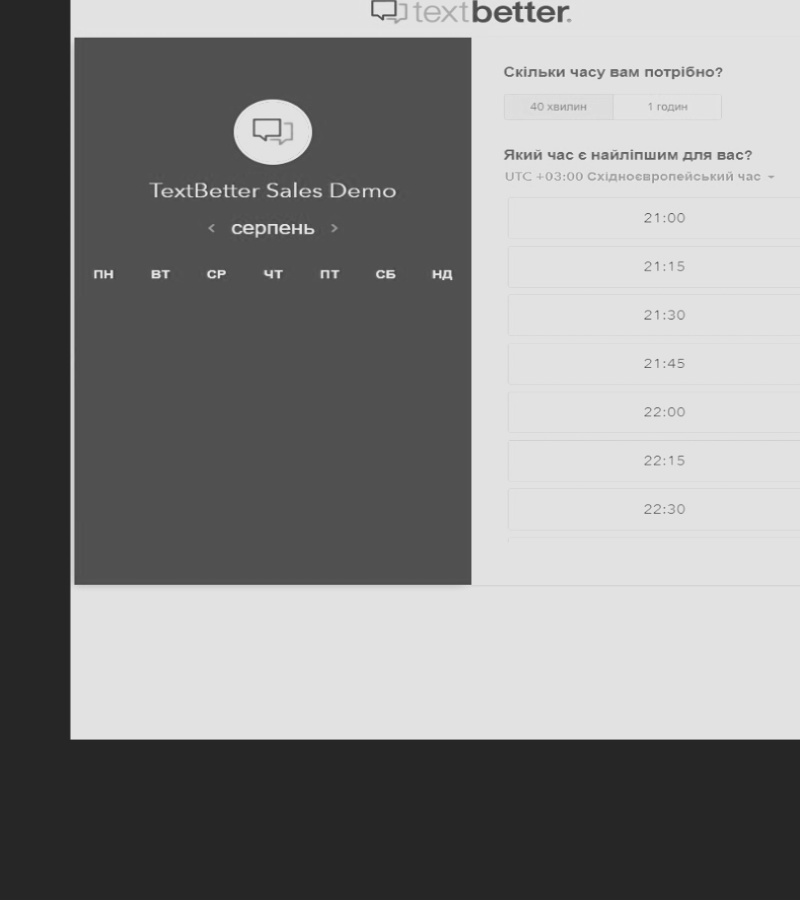 textbetter.
TextBetter Sales Demo
‹ серпень ›
ПН ВТ СР ЧТ ПТ СБ НД
Скільки часу вам потрібно?
40 хвилин 1 годин
Який час є найліпшим для вас?
UTC +03:00 Східноєвропейський час
21:00
21:15
21:30
21:45
22:00
22:15
22:30